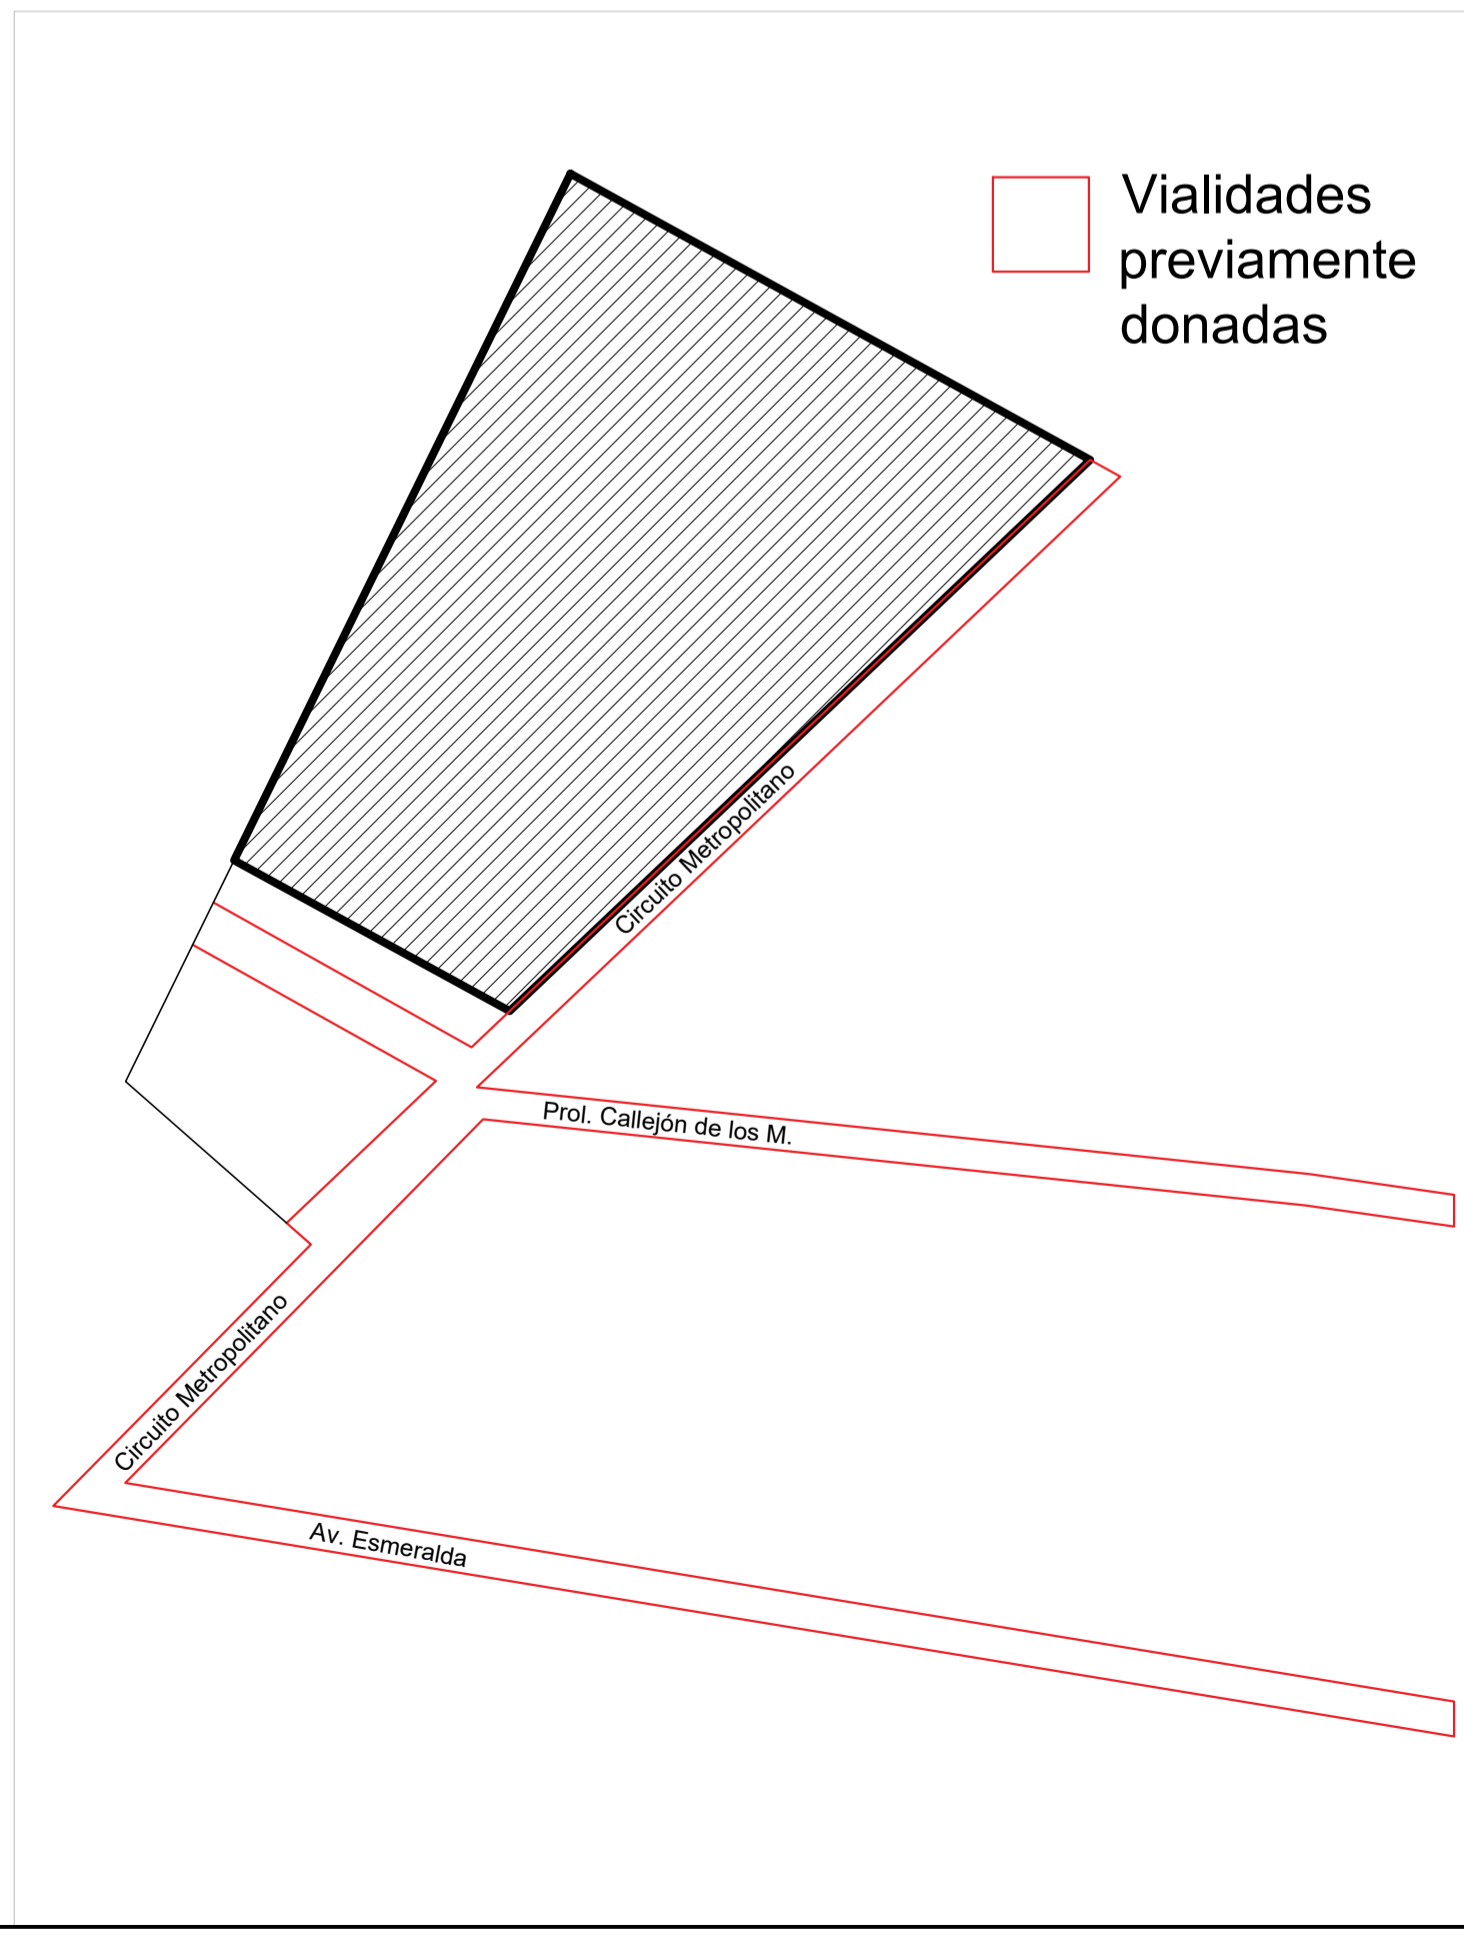 Vialidades
previamente
donadas
Circuito Metropolitano
Prol. Callejón de los M.
Circuito Metropolitano
Av. Esmeralda